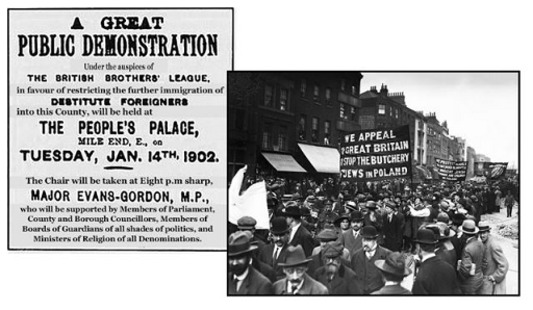 A GREAT
PUBLIC DEMONSTRATION
Under the auspices of
THE BRITISH BROTHERS' LEAGUE,
in favour of restricting the further immigration of
DESTITUTE FOREIGNERS
into this County, will be held at
THE PEOPLE'S PALACE,
MILE END, E., on
TUESDAY, JAN. 14TH, 1902.
The Chair will be taken at Eight p.m sharp,
MAJOR EVANS-GORDON, M.P.,
who will be supported by Members of Parliament,
County and Borough Councillors, Members of
Boards of Guardians of all shades of politics, and
Ministers of Religion of all Denominations.
WE APPEAL
GREAT BRITAIN
STOP THE BUTCHERY
JEWS IN POLAND